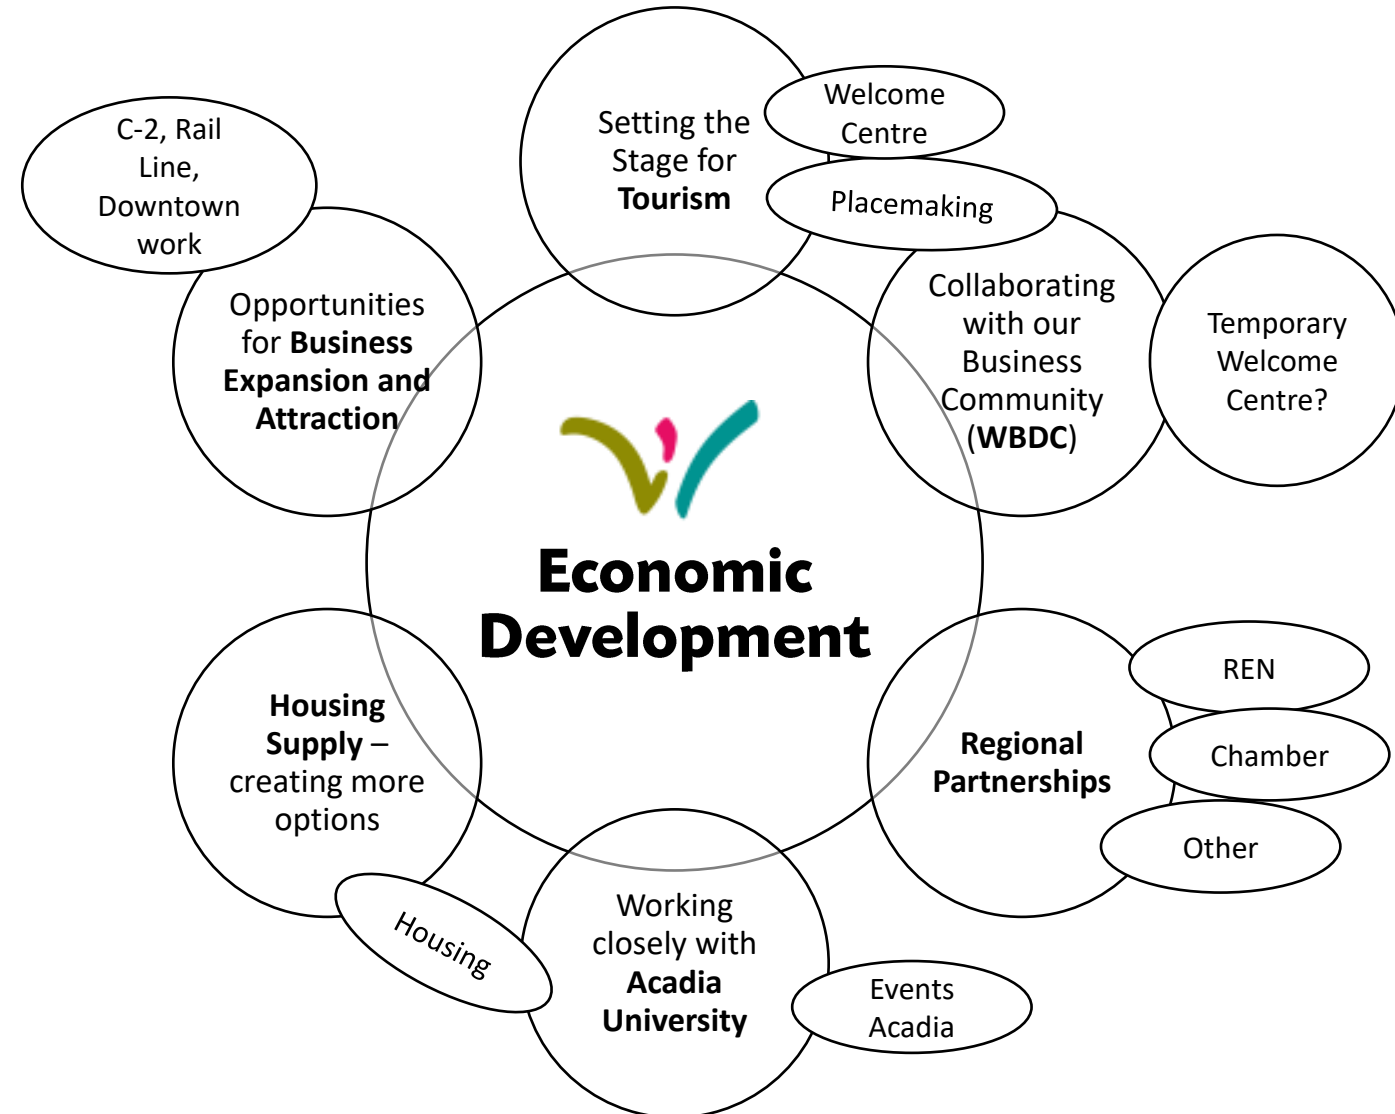 Setting the
Stage for
Tourism
Welcome
Centre
Placemaking
C-2, Rail
Line,
Downtown
work
Opportunities
for Business
Expansion and
Attraction
Collaborating
with our
Business
Community
(WBDC)
Temporary
Welcome
Centre?
Economic
Development
Housing
Supply –
creating more
options
Housing
Working
closely with
Acadia
University
Events
Acadia
Regional
Partnerships
REN
Chamber
Other